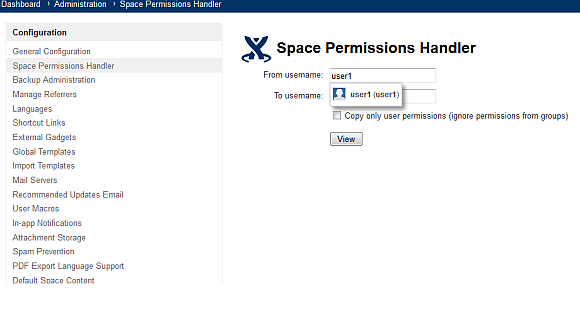 Dashboard › Administration › Space Permissions Handler
Configuration
General Configuration
Space Permissions Handler
Backup Administration
Manage Referrers
Languages
Shortcut Links
External Gadgets
Global Templates
Import Templates
Mail Servers
Recommended Updates Email
User Macros
In-app Notifications
Attachment Storage
Spam Prevention
PDF Export Language Support
Default Space Content
Space Permissions Handler
From username: user1
user1 (user1)
To username:
Copy only user permissions (ignore permissions from groups)
View